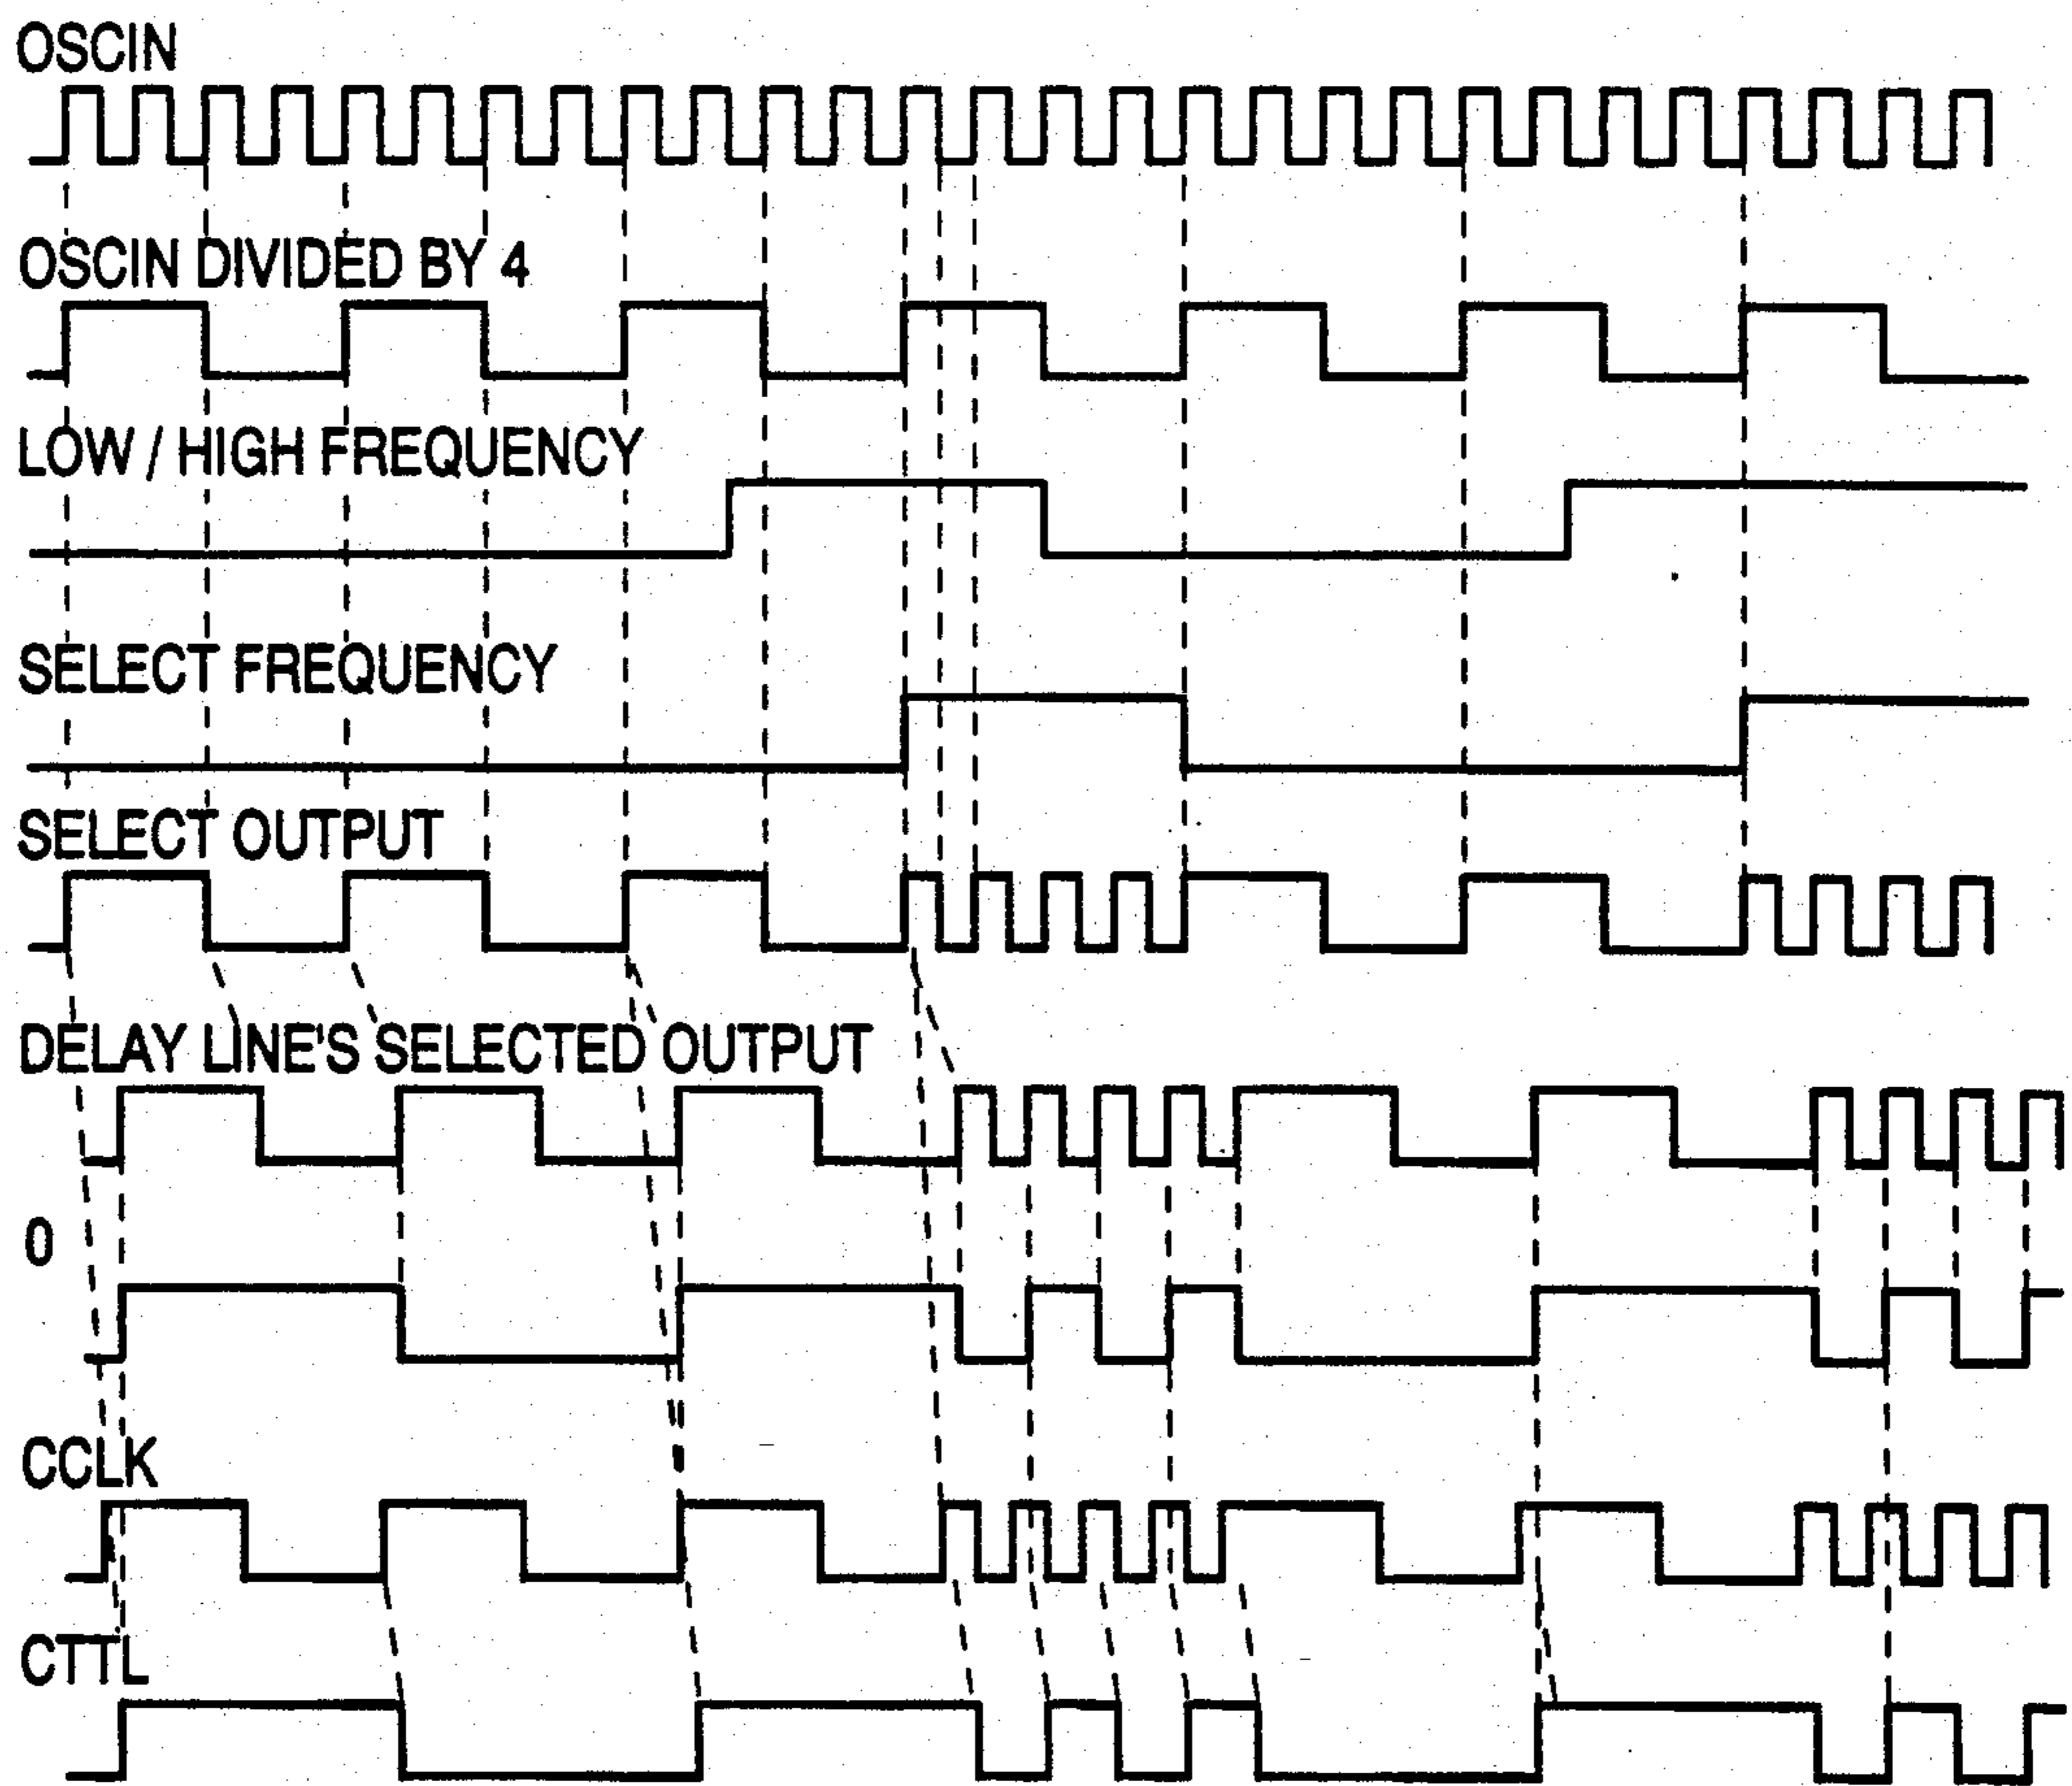 OSCIN
OSCIN DIVIDED BY 4
LOW / HIGH FREQUENCY
SELECT FREQUENCY
SELECT OUTPUT
DELAY LINE'S SELECTED OUTPUT
0
CCLK
CTTL